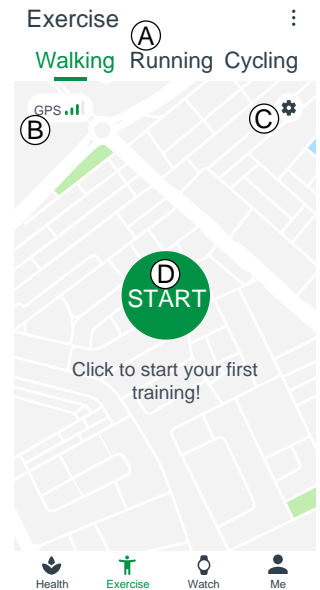 Exercise
A
Walking Running Cycling
GPS
B
C
D
START
Click to start your first
training!
Health Exercise Watch Me